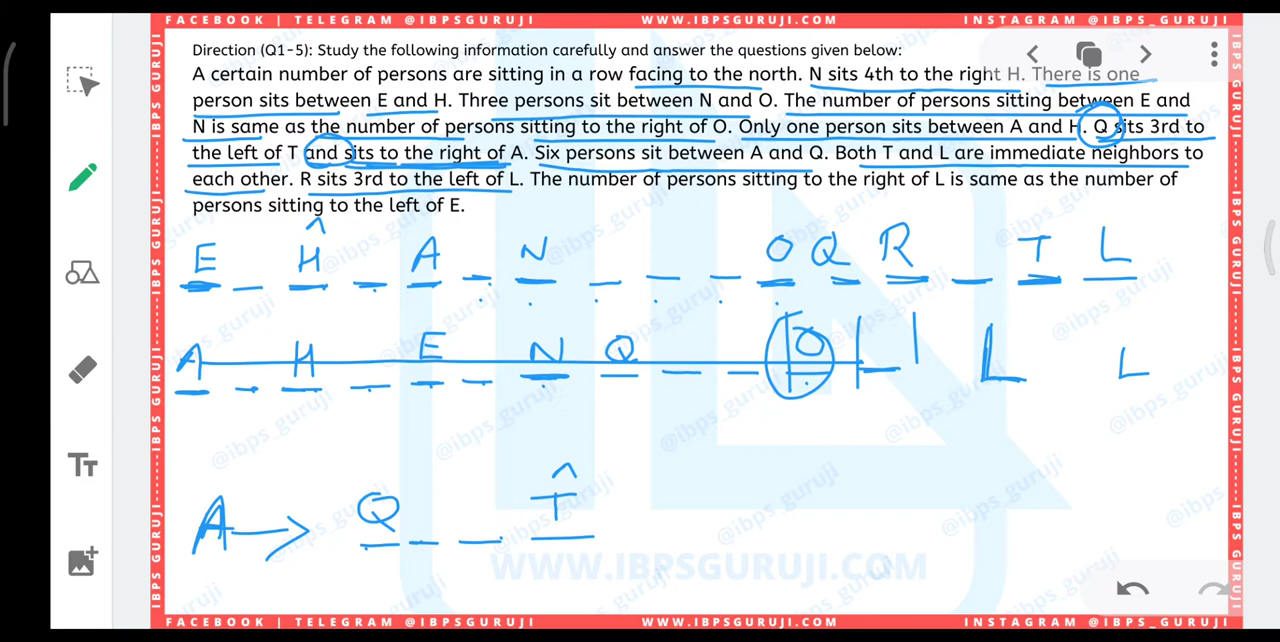 FACEBOOK | TELEGRAM @IBPSGURUJI WWW.IBPSGURUJI.COM INSTAGRAM @IBPS_GURUJI
Direction (Q1-5): Study the following information carefully and answer the questions given below:
A certain number of persons are sitting in a row facing to the north. N sits 4th to the right H. There is one
person sits between E and H. Three persons sit between N and O. The number of persons sitting between E and
N is same as the number of persons sitting to the right of O. Only one person sits between A and H. Q sits 3rd to
the left of T and sits to the right of A. Six persons sit between A and Q. Both T and L are immediate neighbors to
each other. R sits 3rd to the left of L. The number of persons sitting to the right of L is same as the number of
persons sitting to the left of E.
E H A N O Q R T L
A H E N Q O L L
A Q T
WWW.IBPSGURUJI.COM
FACEBOOK | TELEGRAM @IBPSGURUJI WWW.IBPSGURUJI.COM INSTAGRAM @IBPS_GURUJI